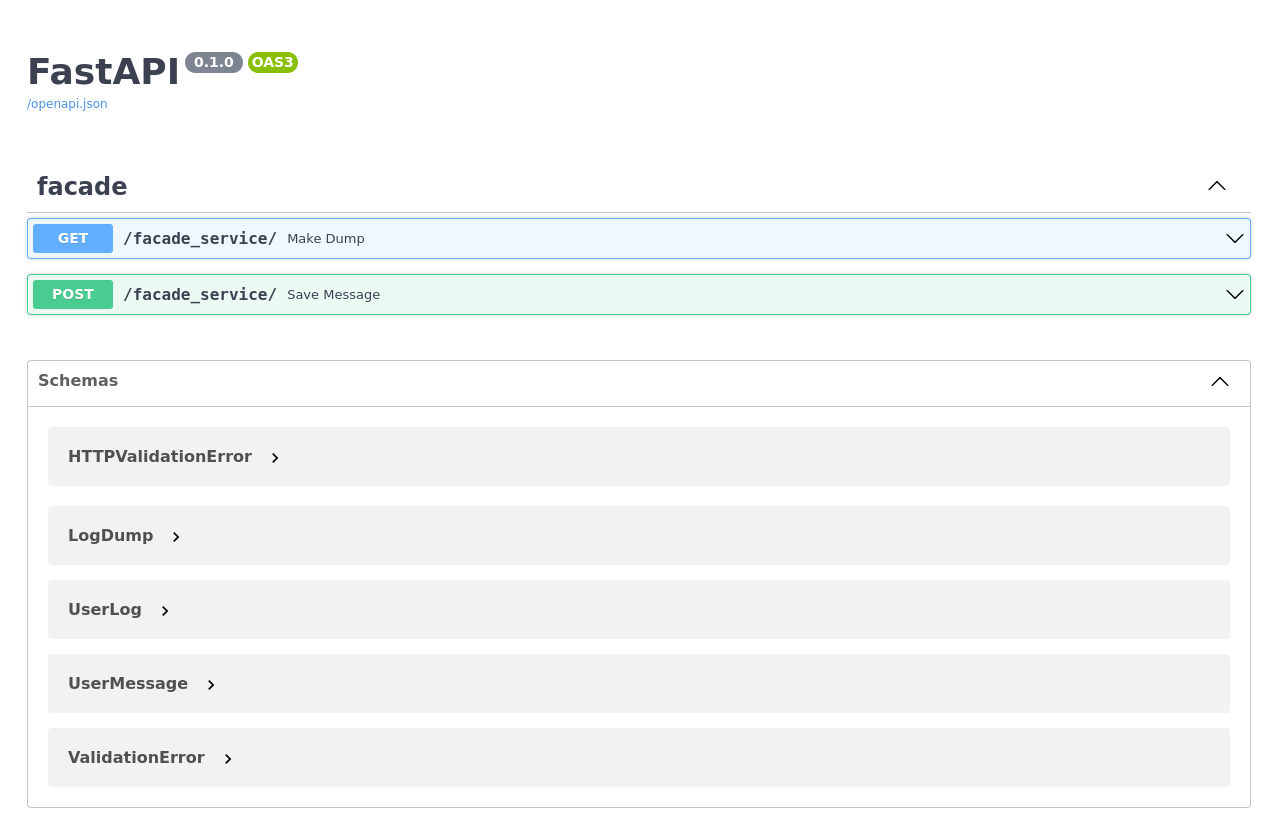 FastAPI 0.1.0 OAS3
/openapi.json
facade
GET /facade_service/ Make Dump
POST /facade_service/ Save Message
Schemas
HTTPValidationError
LogDump
UserLog
UserMessage
ValidationError